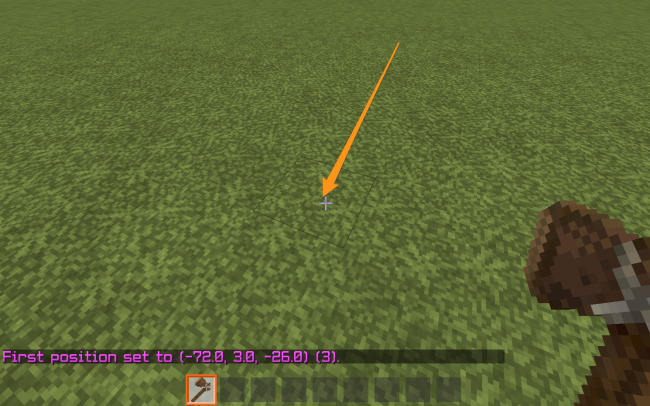 First position set to (-72.0, 3.0, -26.0) (3).